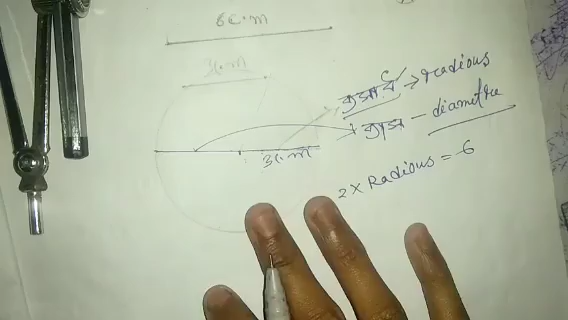 6c.m
3c.m
ব্যাসার্ধ → radious
ব্যাস - diametre
3c.m
2 x Radious = 6